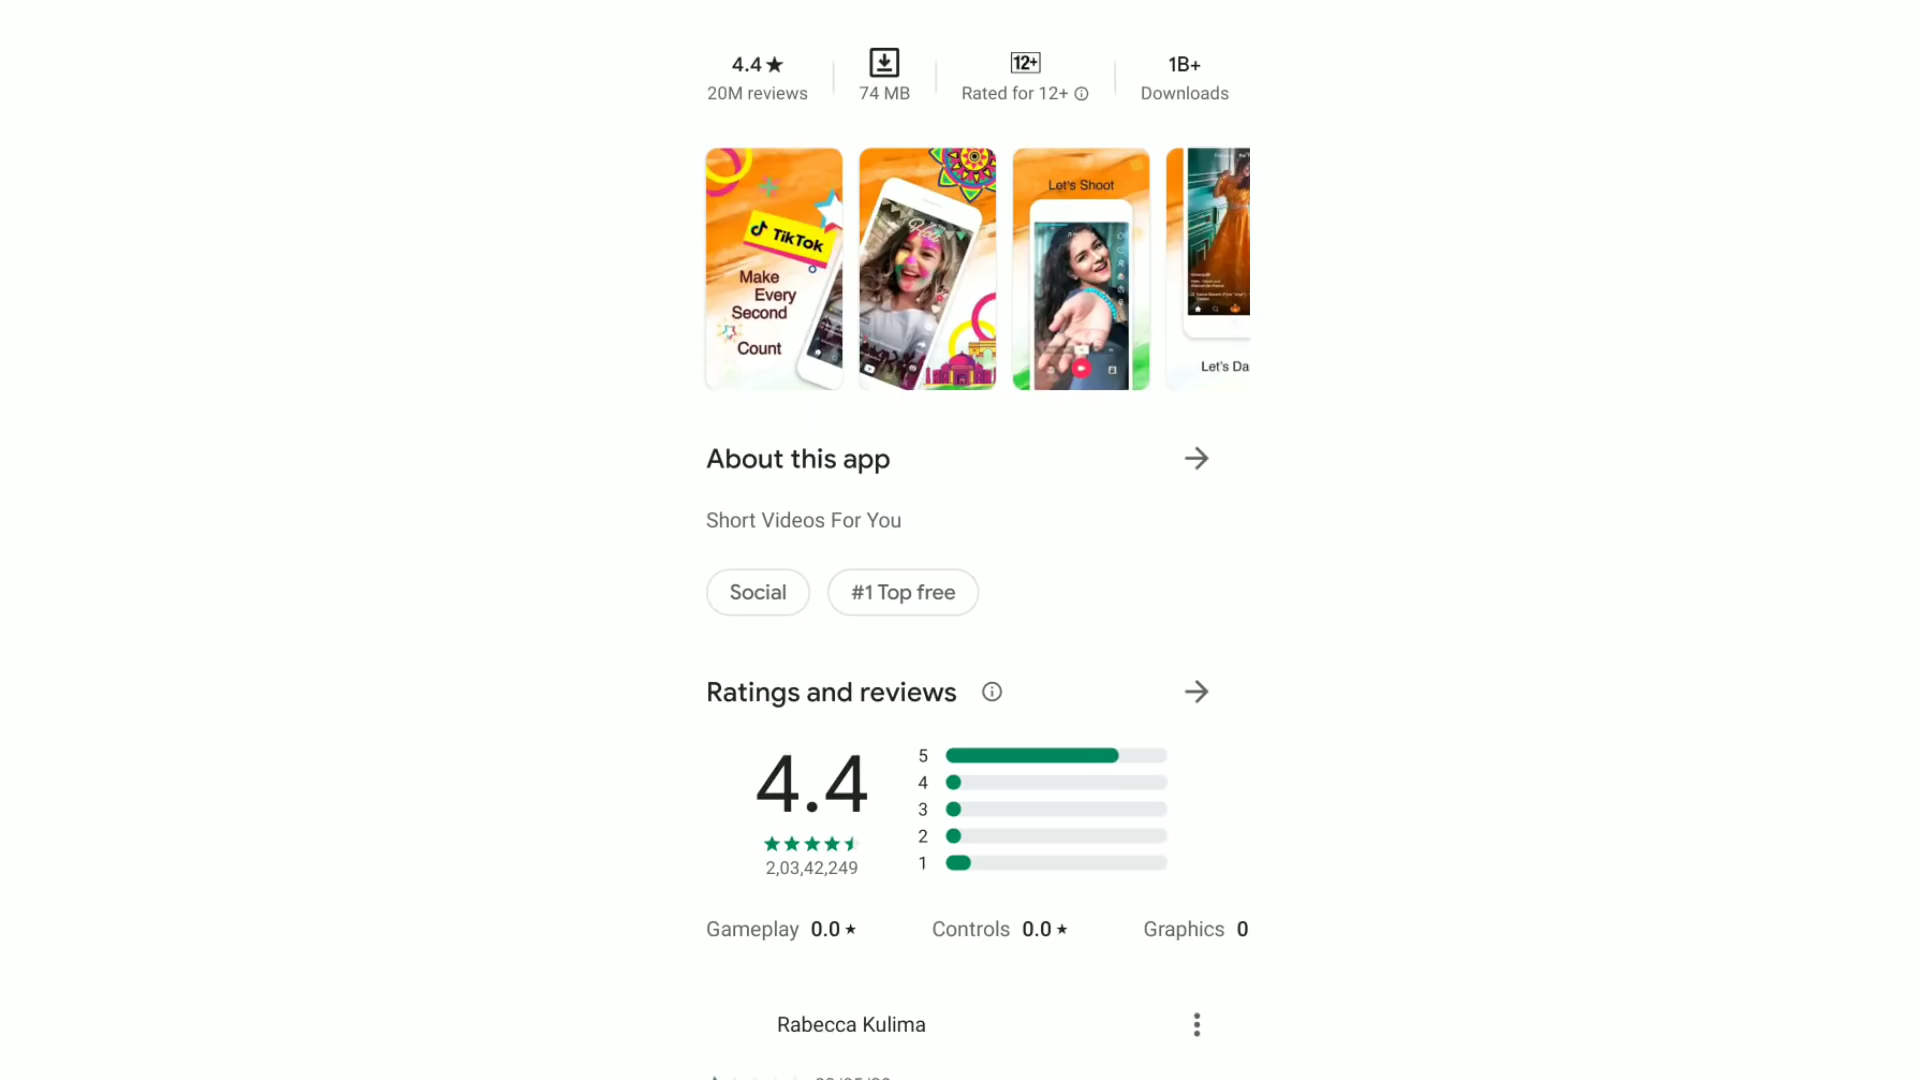 4.4★
20M reviews
74 MB
12+
Rated for 12+
1B+
Downloads
TikTok
Make
Every
Second
Count
Holi
Let's Shoot
Let's Da
About this app
Short Videos For You
Social
#1 Top free
Ratings and reviews
4.4
2,03,42,249
5
4
3
2
1
Gameplay 0.0★
Controls 0.0★
Graphics 0
Rabecca Kulima